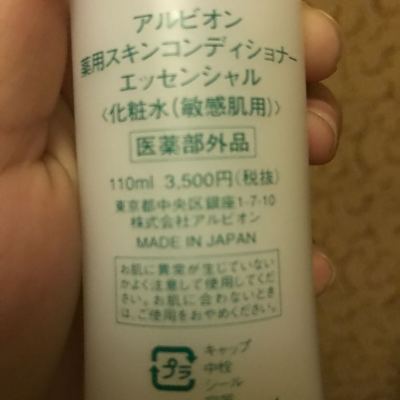 アルビオン
薬用スキンコンディショナー
エッセンシャル
〈化粧水(敏感肌用)〉
医薬部外品
110ml 3,500円(税抜)
東京都中央区銀座1-7-10
株式会社アルビオン
MADE IN JAPAN
お肌に異常が生じていない
かよく注意して使用してくだ
さい。お肌に合わないとき
は、ご使用をおやめください。
プラ
キャップ
中栓
シール